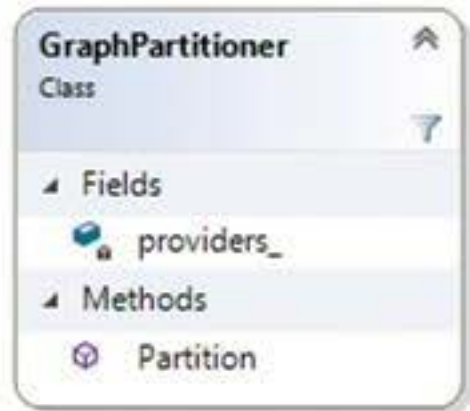 GraphPartitioner
Class
Fields
providers_
Methods
Partition